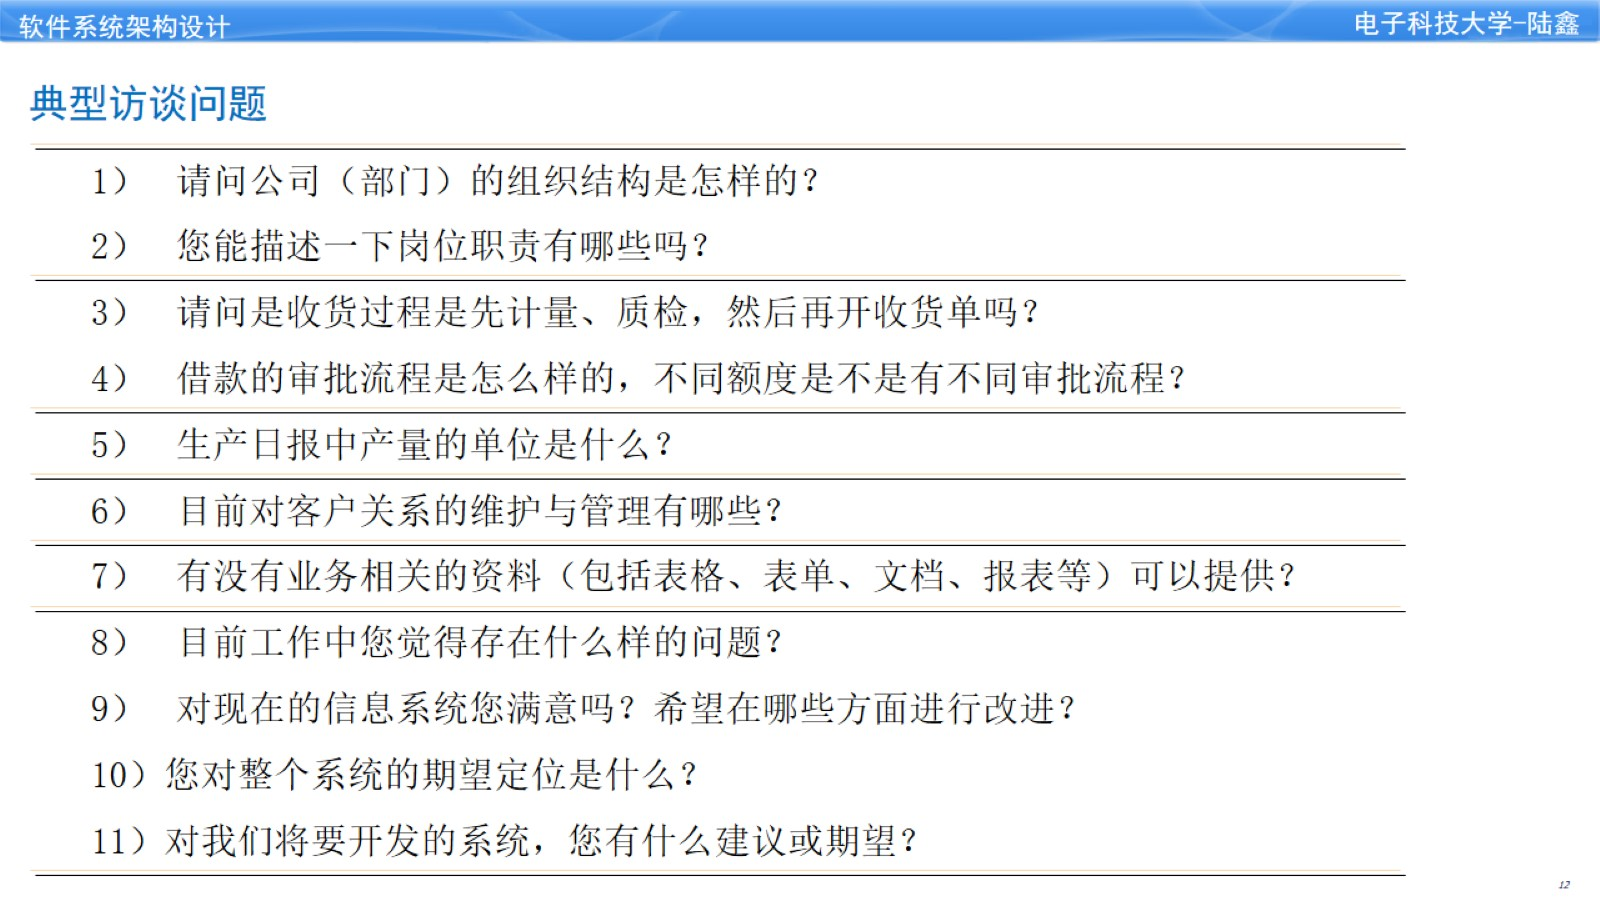 软件系统架构设计
电子科技大学-陆鑫
典型访谈问题
1） 请问公司（部门）的组织结构是怎样的？
2） 您能描述一下岗位职责有哪些吗？
3） 请问是收货过程是先计量、质检，然后再开收货单吗？
4） 借款的审批流程是怎么样的，不同额度是不是有不同审批流程？
5） 生产日报中产量的单位是什么？
6） 目前对客户关系的维护与管理有哪些？
7） 有没有业务相关的资料（包括表格、表单、文档、报表等）可以提供？
8） 目前工作中您觉得存在什么样的问题？
9） 对现在的信息系统您满意吗？希望在哪些方面进行改进？
10）您对整个系统的期望定位是什么？
11）对我们将要开发的系统，您有什么建议或期望？
12